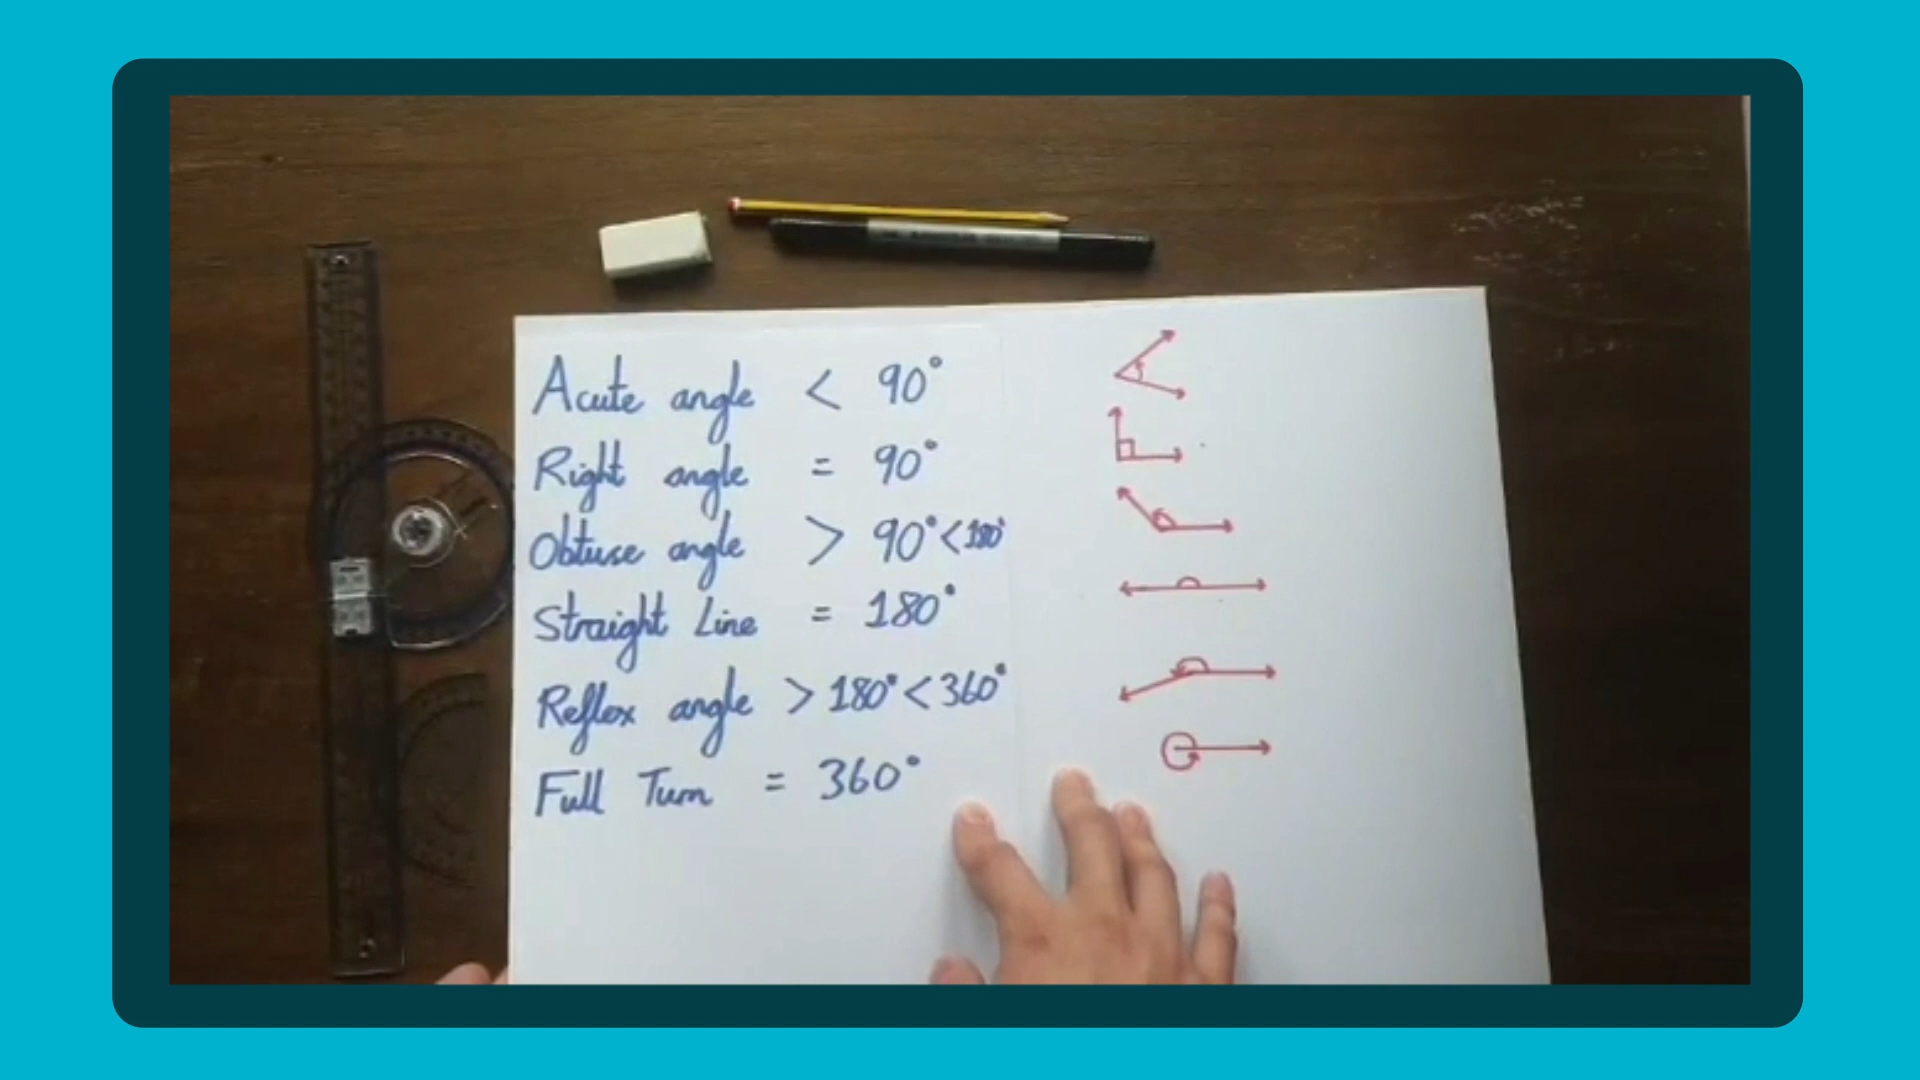 Acute angle < 90°
Right angle = 90°
Obtuse angle > 90° < 180°
Straight Line = 180°
Reflex angle > 180° < 360°
Full Turn = 360°